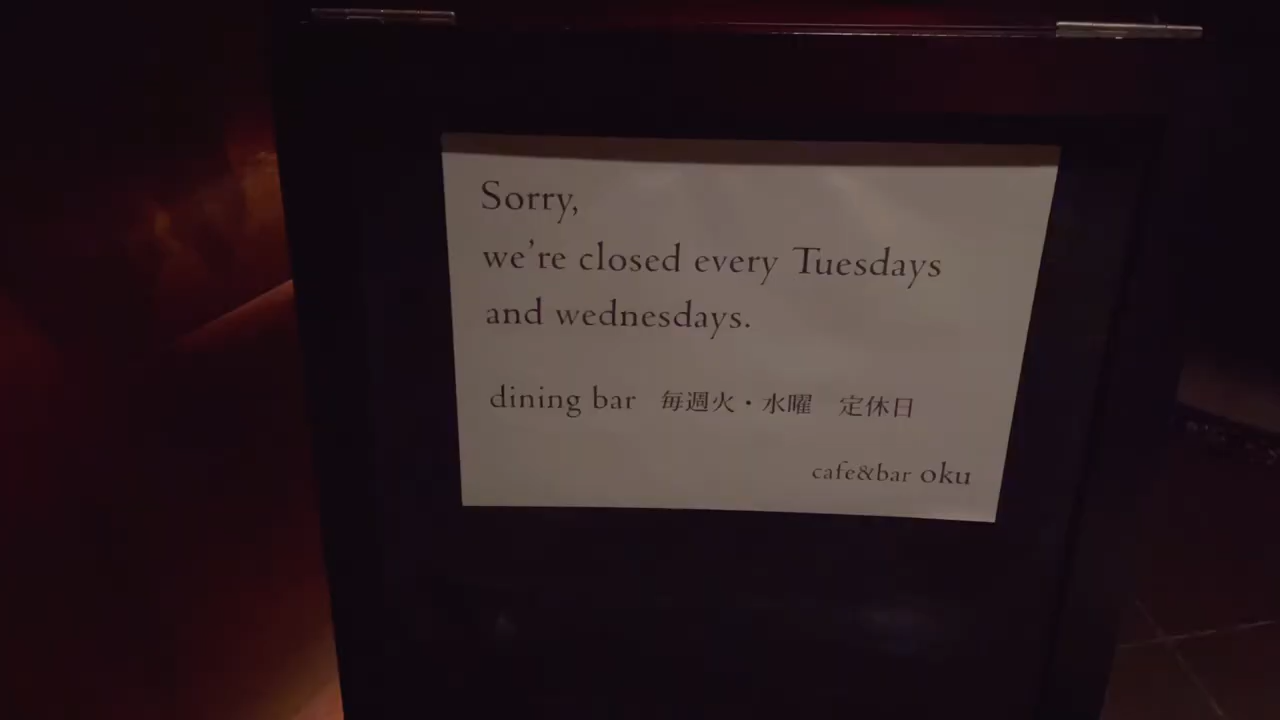 Sorry,
we're closed every Tuesdays
and wednesdays.
dining bar 毎週火・水曜 定休日
cafe&bar oku